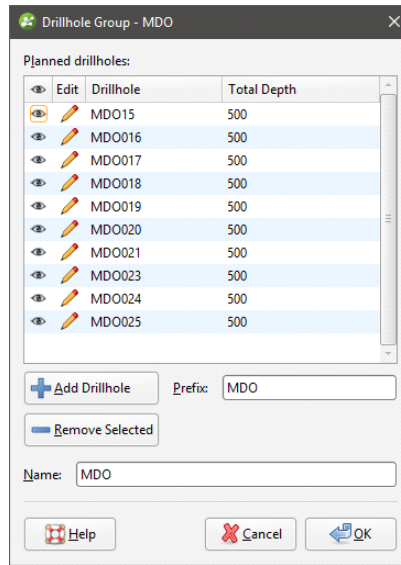 Drillhole Group - MDO
Planned drillholes:
Edit Drillhole Total Depth
MDO15 500
MDO016 500
MDO017 500
MDO018 500
MDO019 500
MDO020 500
MDO021 500
MDO023 500
MDO024 500
MDO025 500
Add Drillhole Prefix: MDO
Remove Selected
Name: MDO
Help Cancel OK